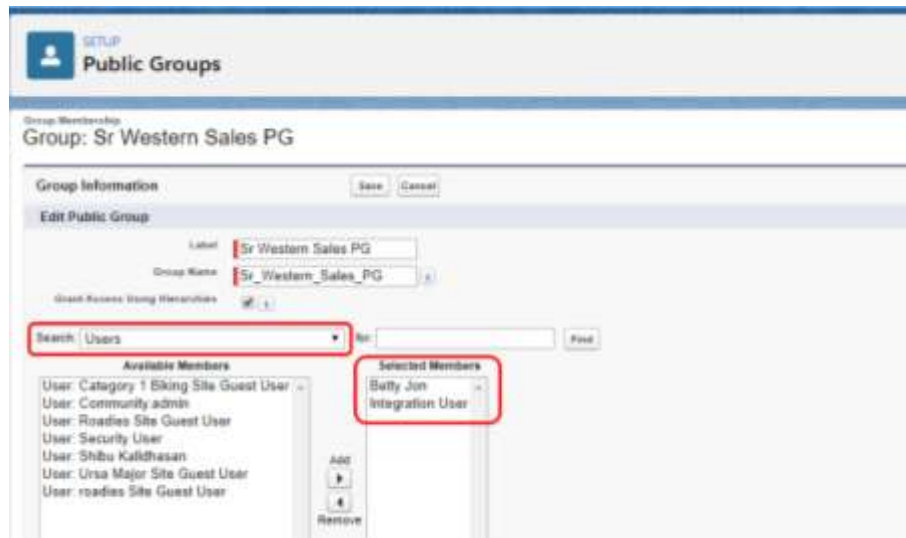 SETUP
Public Groups
Group Membership
Group: Sr Western Sales PG
Group Information Save Cancel
Edit Public Group
Label Sr Western Sales PG
Group Name Sr_Western_Sales_PG i
Grant Access Using Hierarchies i
Search: Users for: Find
Available Members Selected Members
User: Category 1 Biking Site Guest User Betty Jon
User: Community.admin Integration User
User: Roadies Site Guest User
User: Security User
User: Shibu Kalidhasan
User: Ursa Major Site Guest User
User: roadies Site Guest User
Add
Remove